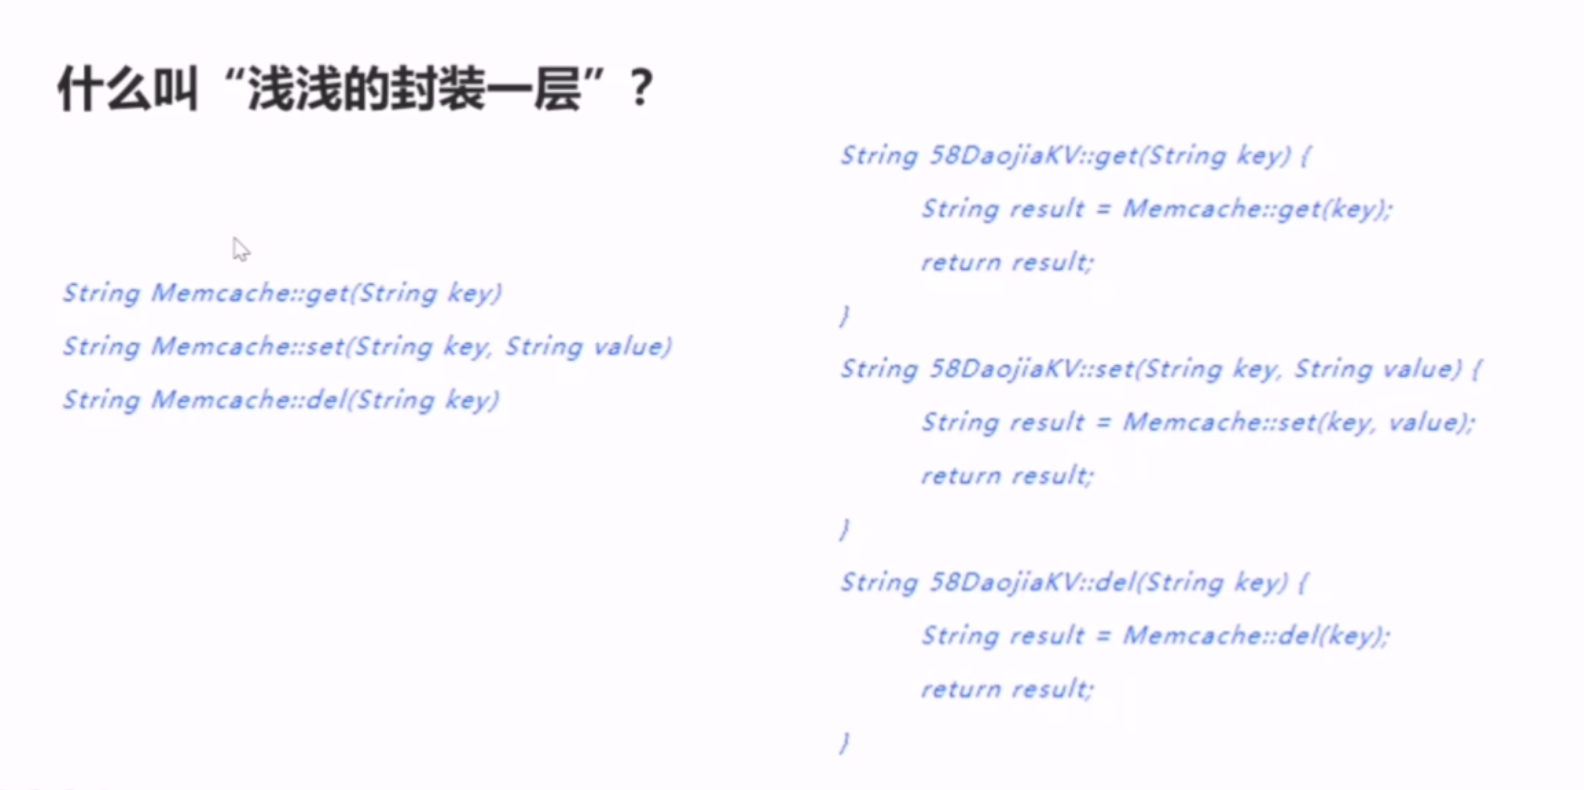 什么叫“浅浅的封装一层”?
String Memcache::get(String key)
String Memcache::set(String key, String value)
String Memcache::del(String key)
String 58DaojiaKV::get(String key) {
String result = Memcache::get(key);
return result;
}
String 58DaojiaKV::set(String key, String value) {
String result = Memcache::set(key, value);
return result;
}
String 58DaojiaKV::del(String key) {
String result = Memcache::del(key);
return result;
}